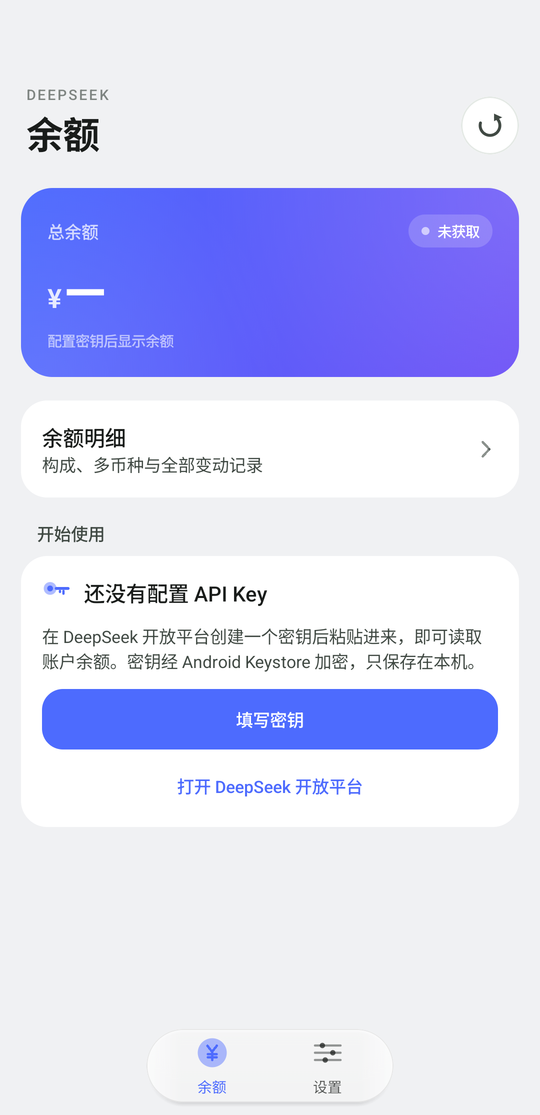 DEEPSEEK
余额
总余额
未获取
¥ —
配置密钥后显示余额
余额明细
构成、多币种与全部变动记录
开始使用
还没有配置 API Key
在 DeepSeek 开放平台创建一个密钥后粘贴进来，即可读取
账户余额。密钥经 Android Keystore 加密，只保存在本机。
填写密钥
打开 DeepSeek 开放平台
¥
余额
设置